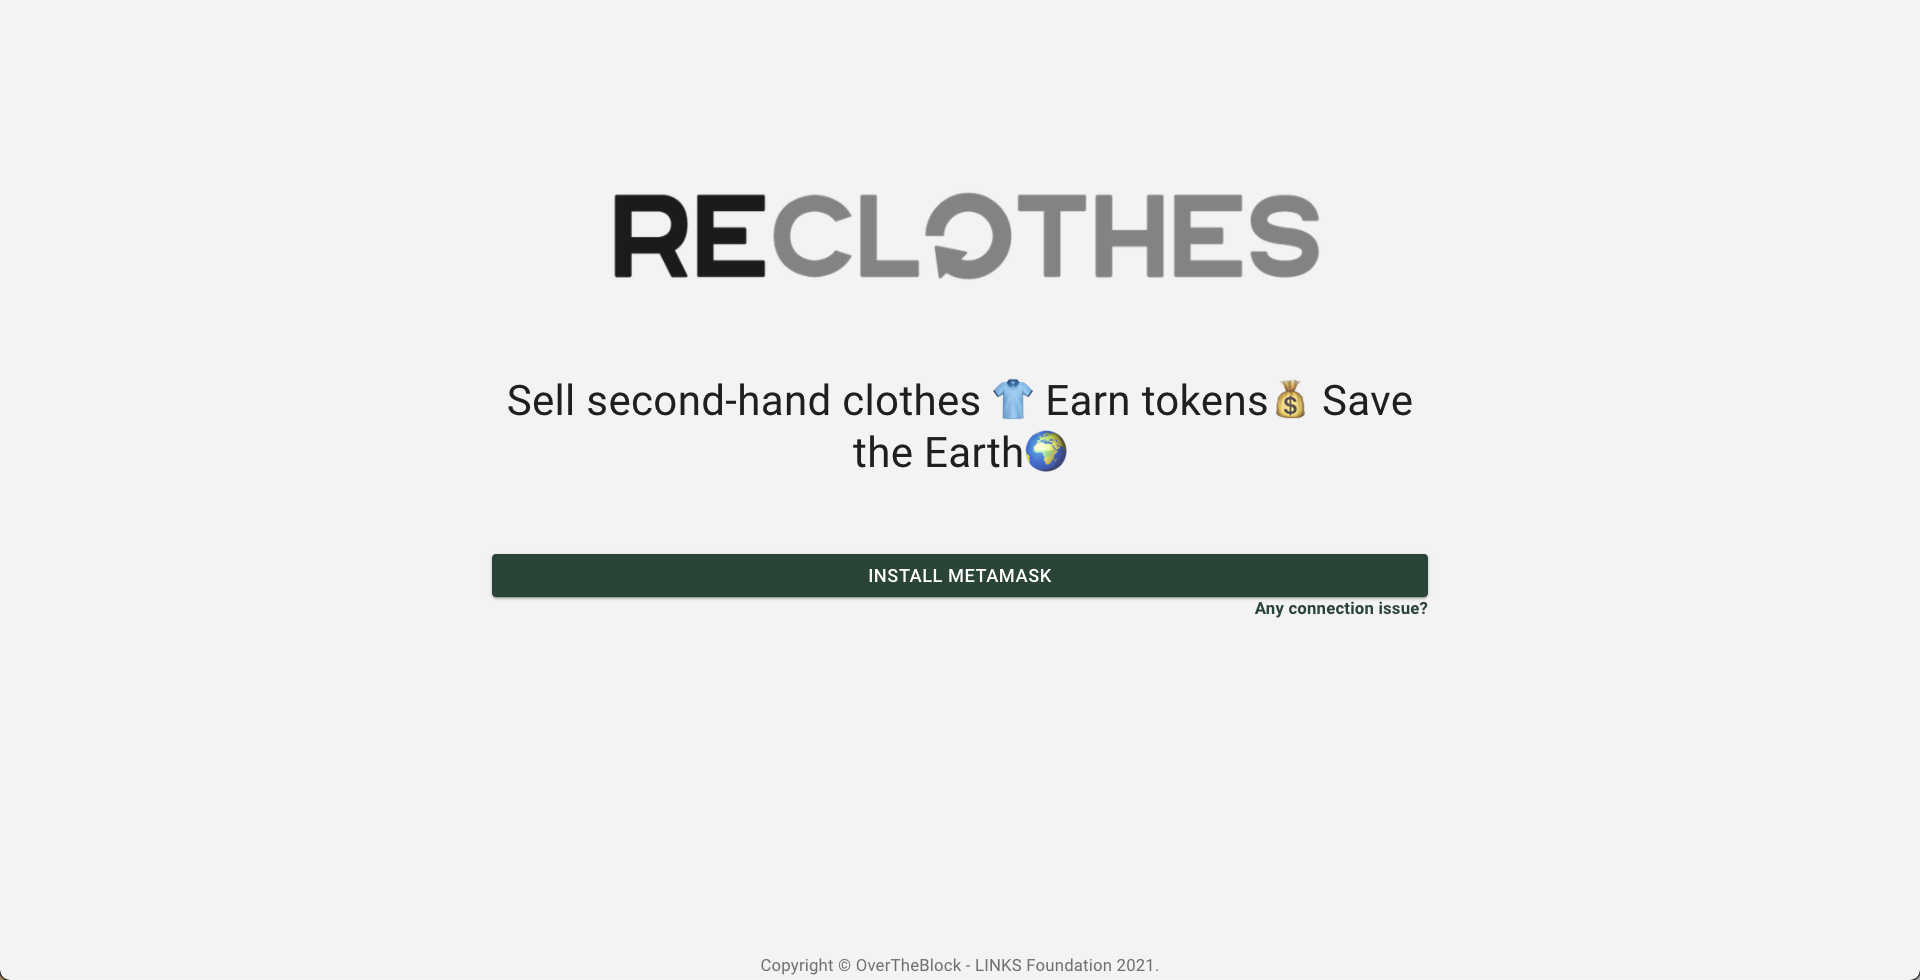 RECLOTHES
Sell second-hand clothes 👕 Earn tokens💰 Save
the Earth🌍
INSTALL METAMASK
Any connection issue?
Copyright © OverTheBlock - LINKS Foundation 2021.